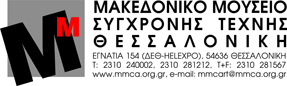 MM
ΜΑΚΕΔΟΝΙΚΟ ΜΟΥΣΕΙΟ
ΣΥΓΧΡΟΝΗΣ ΤΕΧΝΗΣ
ΘΕΣΣΑΛΟΝΙΚΗ
ΕΓΝΑΤΙΑ 154 (ΔΕΘ-HELEXPO), 54636 ΘΕΣΣΑΛΟΝΙΚΗ
T: 2310 240002, 2310 281212, T+F: 2310 281567
www.mmca.org.gr, e-mail: mmcart@mmca.org.gr